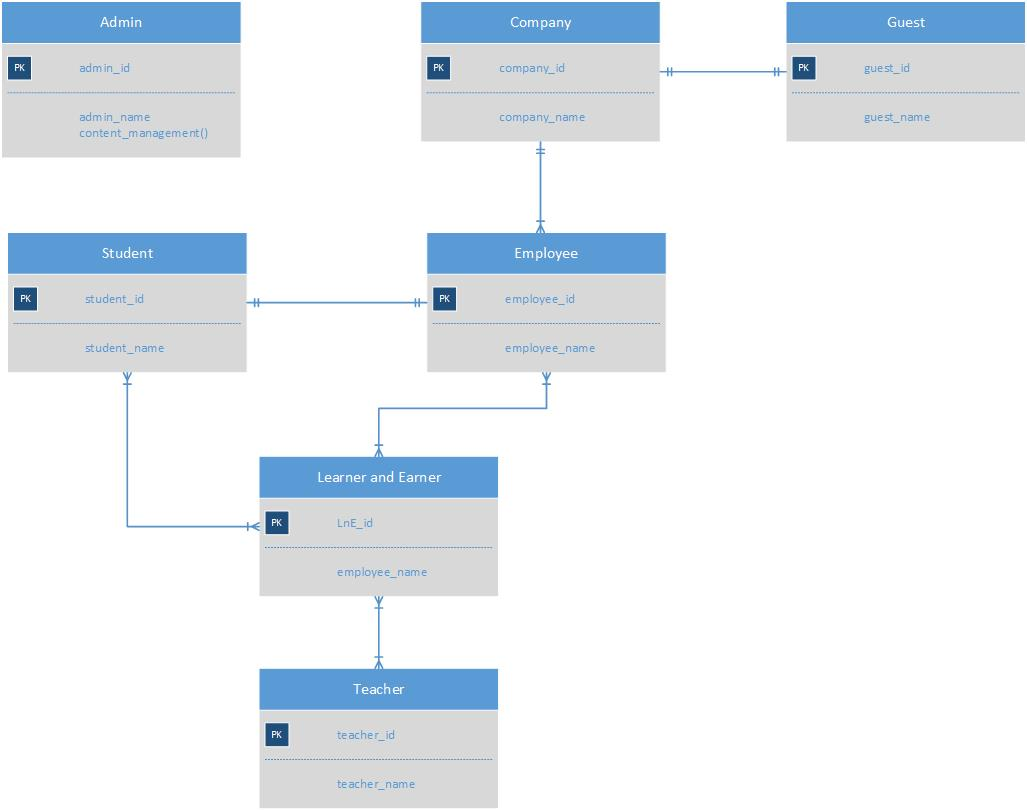 Admin
PK admin_id
admin_name
content_management()
Company
PK company_id
company_name
Guest
PK guest_id
guest_name
Student
PK student_id
student_name
Employee
PK employee_id
employee_name
Learner and Earner
PK LnE_id
employee_name
Teacher
PK teacher_id
teacher_name